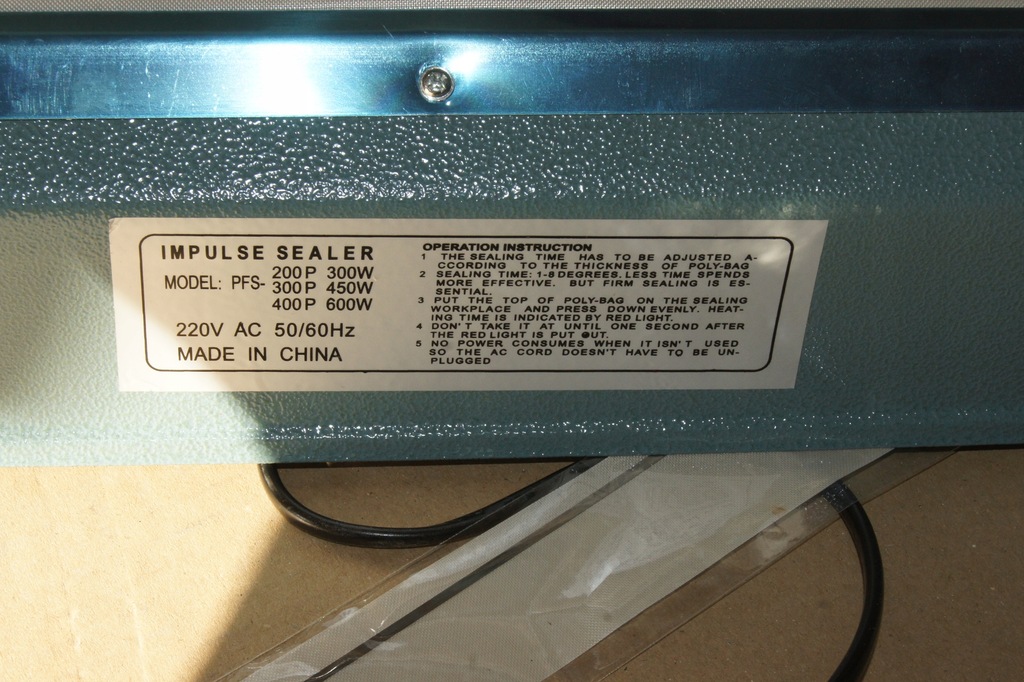 IMPULSE SEALER
MODEL: PFS-
200P 300W
300P 450W
400P 600W
220V AC 50/60Hz
MADE IN CHINA
OPERATION INSTRUCTION
1 THE SEALING TIME HAS TO BE ADJUSTED A-
CCORDING TO THE THICKNESS OF POLY-BAG
2 SEALING TIME: 1-8 DEGREES. LESS TIME SPENDS
MORE EFFECTIVE. BUT FIRM SEALING IS ES-
SENTIAL.
3 PUT THE TOP OF POLY-BAG ON THE SEALING
WORKPLACE AND PRESS DOWN EVENLY. HEAT-
ING TIME IS INDICATED BY RED LIGHT.
4 DON'T TAKE IT AT UNTIL ONE SECOND AFTER
THE RED LIGHT IS PUT @UT.
5 NO POWER CONSUMES WHEN IT ISN'T USED
SO THE AC CORD DOESN'T HAVE TO BE UN-
PLUGGED